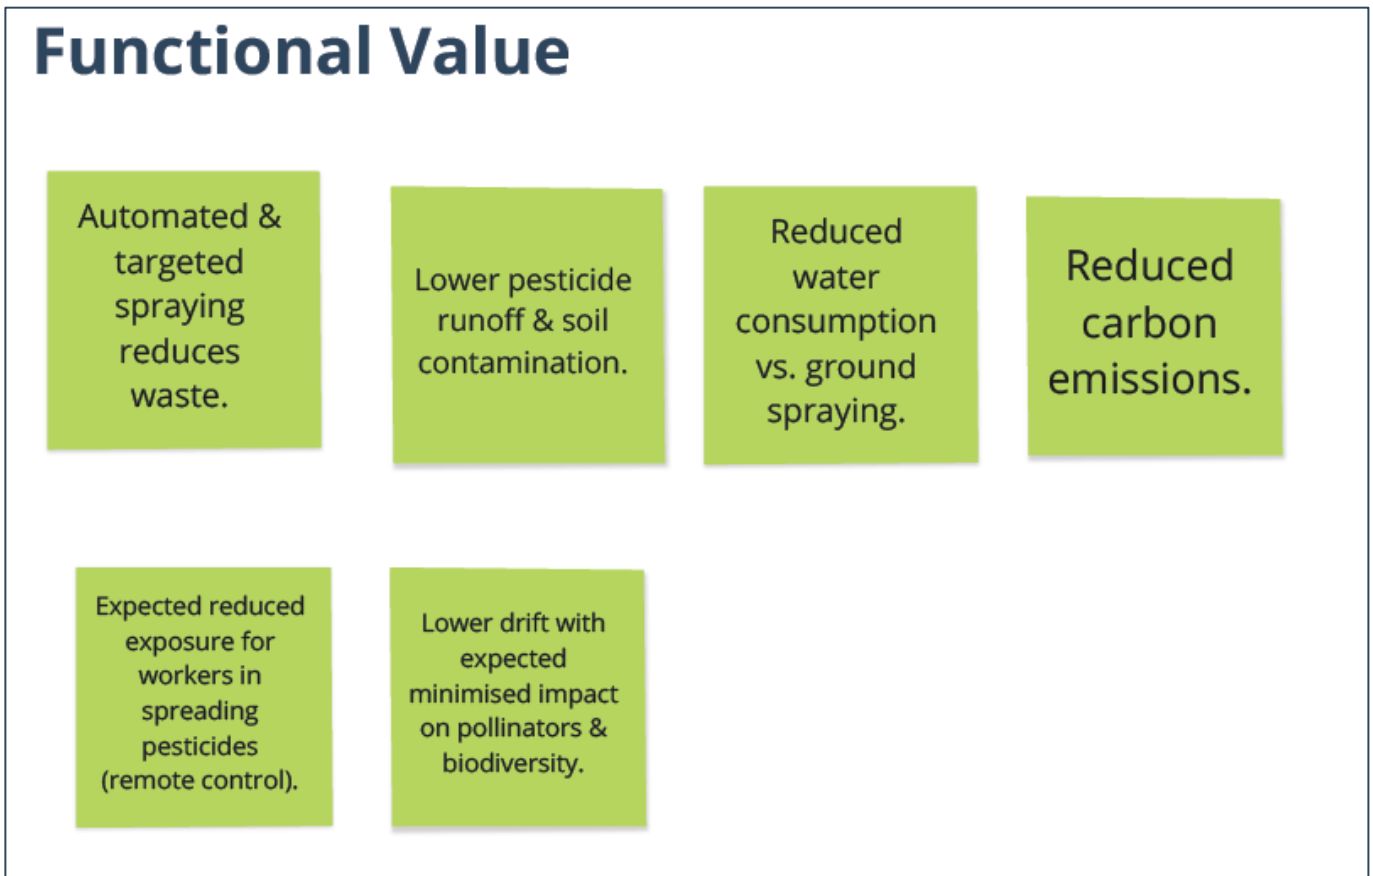 Functional Value
Automated &
targeted
spraying
reduces
waste.
Lower pesticide
runoff & soil
contamination.
Reduced
water
consumption
vs. ground
spraying.
Reduced
carbon
emissions.
Expected reduced
exposure for
workers in
spreading
pesticides
(remote control).
Lower drift with
expected
minimised impact
on pollinators &
biodiversity.